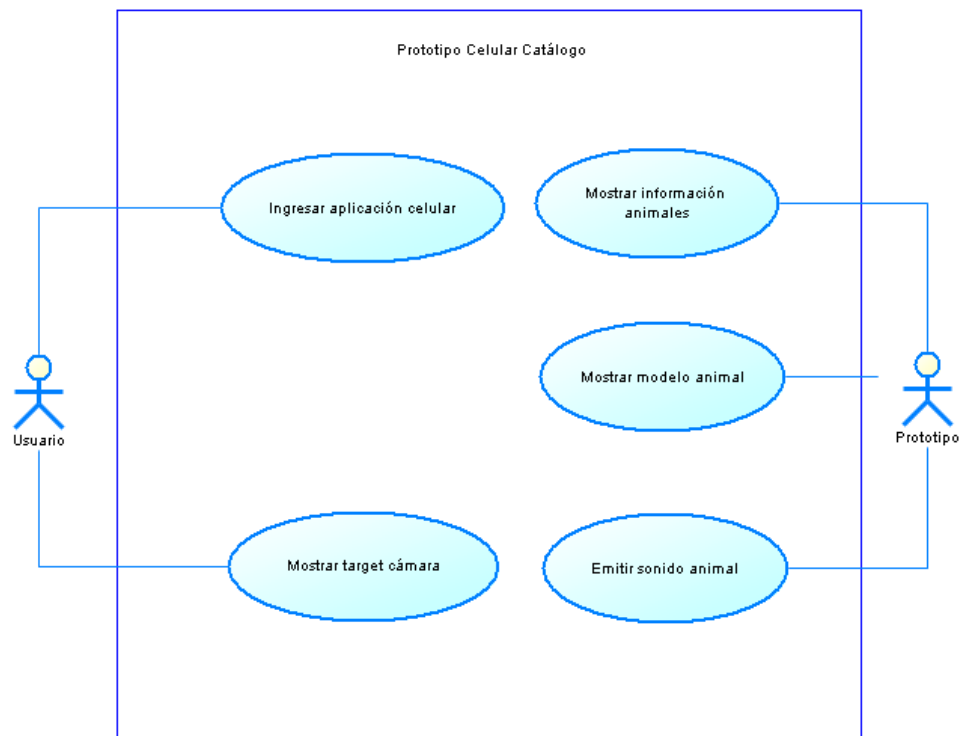 Prototipo Celular Catálogo
Ingresar aplicación celular
Mostrar información
animales
Mostrar modelo animal
Usuario
Prototipo
Mostrar target cámara
Emitir sonido animal